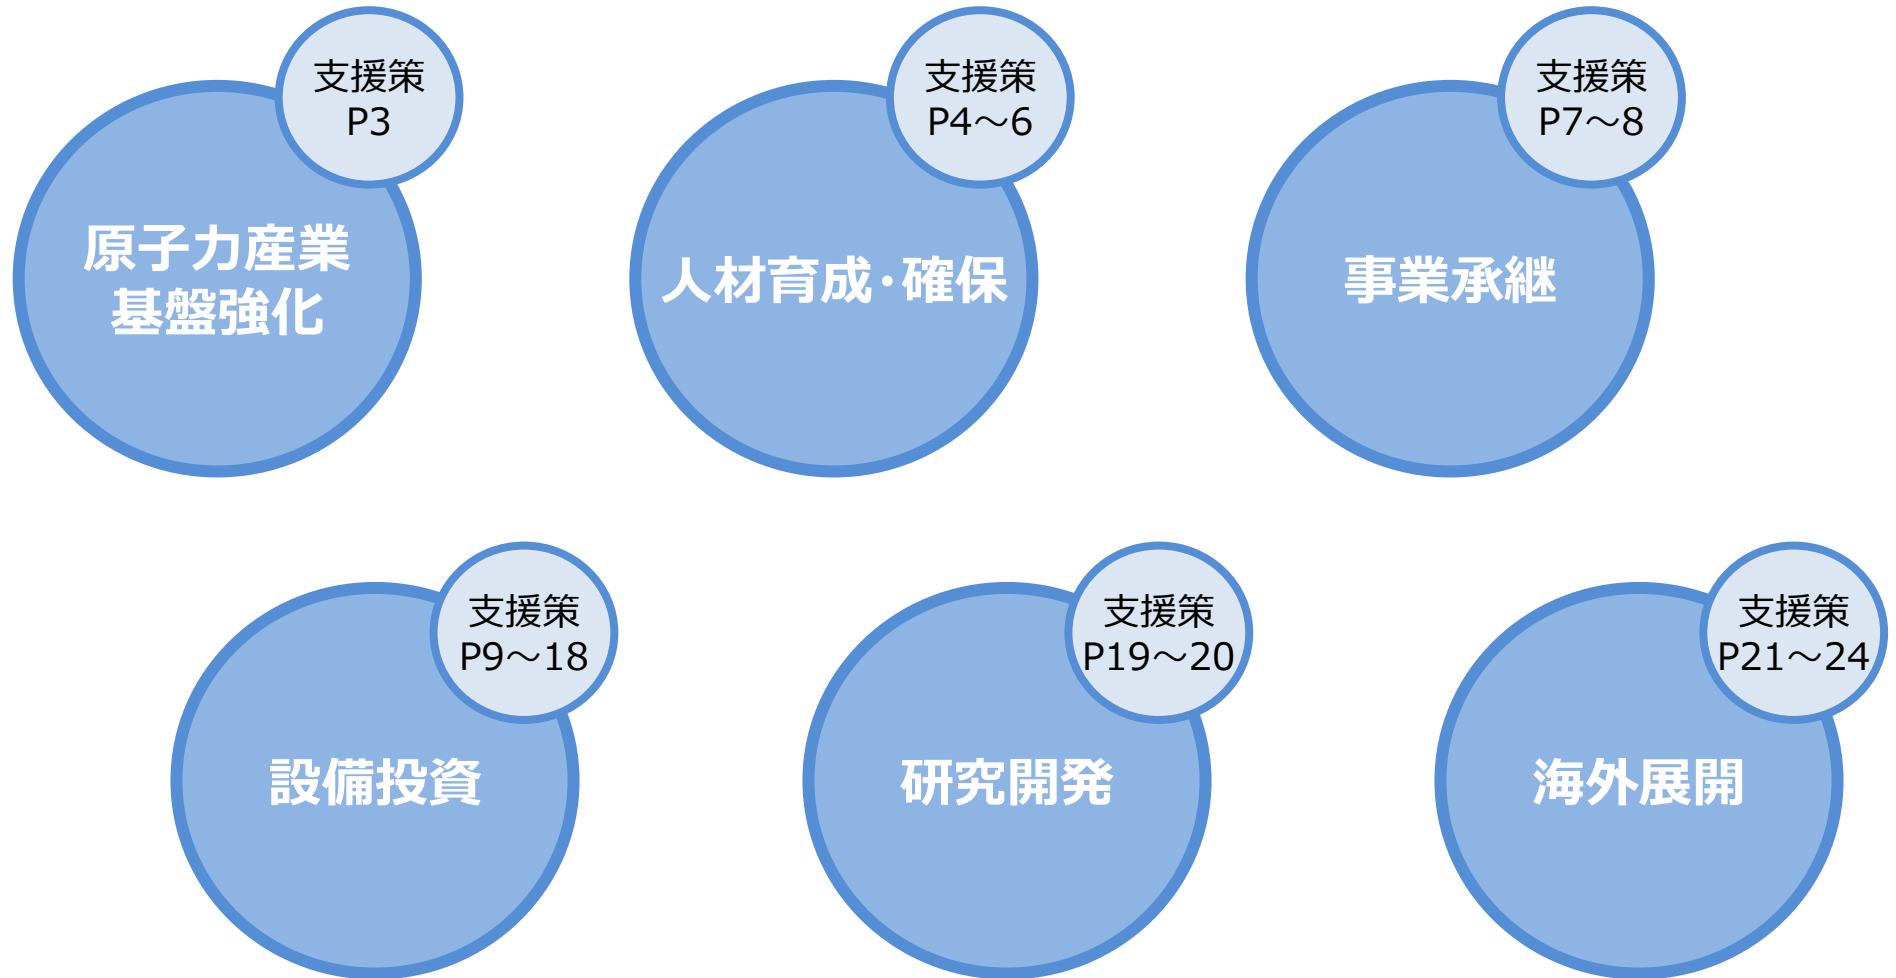 支援策
P3
原子力産業
基盤強化
支援策
P4～6
人材育成･確保
支援策
P7～8
事業承継
支援策
P9～18
設備投資
支援策
P19～20
研究開発
支援策
P21～24
海外展開